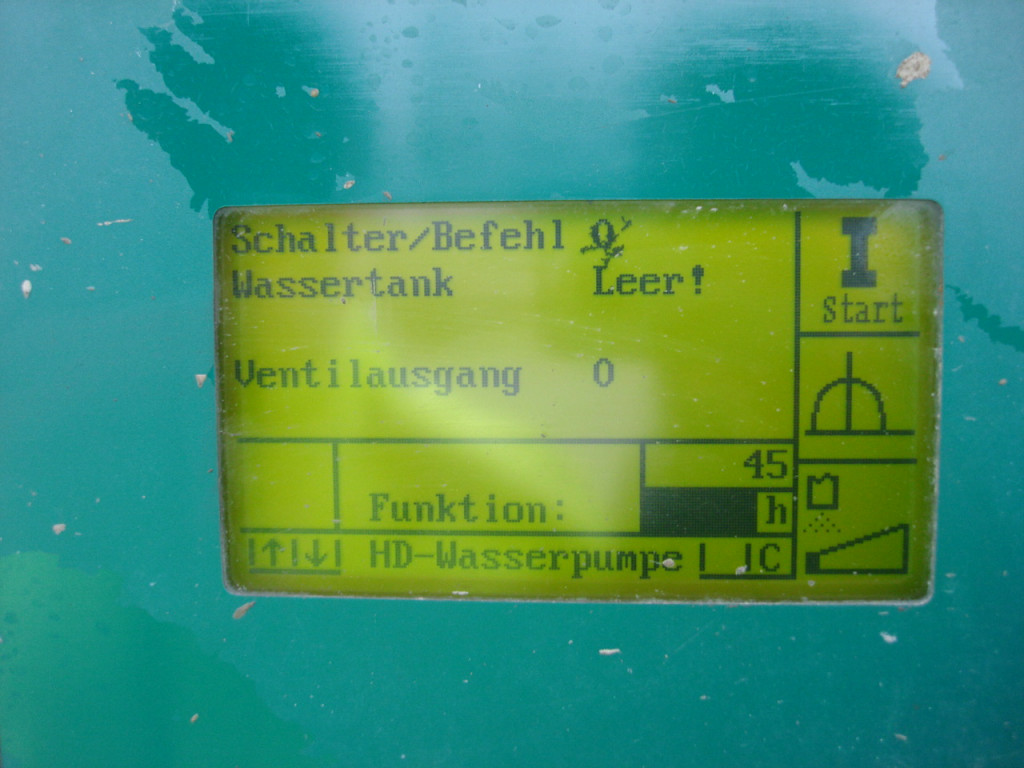 Schalter/Befehl 0
Wassertank Leer!
Ventilausgang 0
Start
45
Funktion: h
HD-Wasserpumpe C